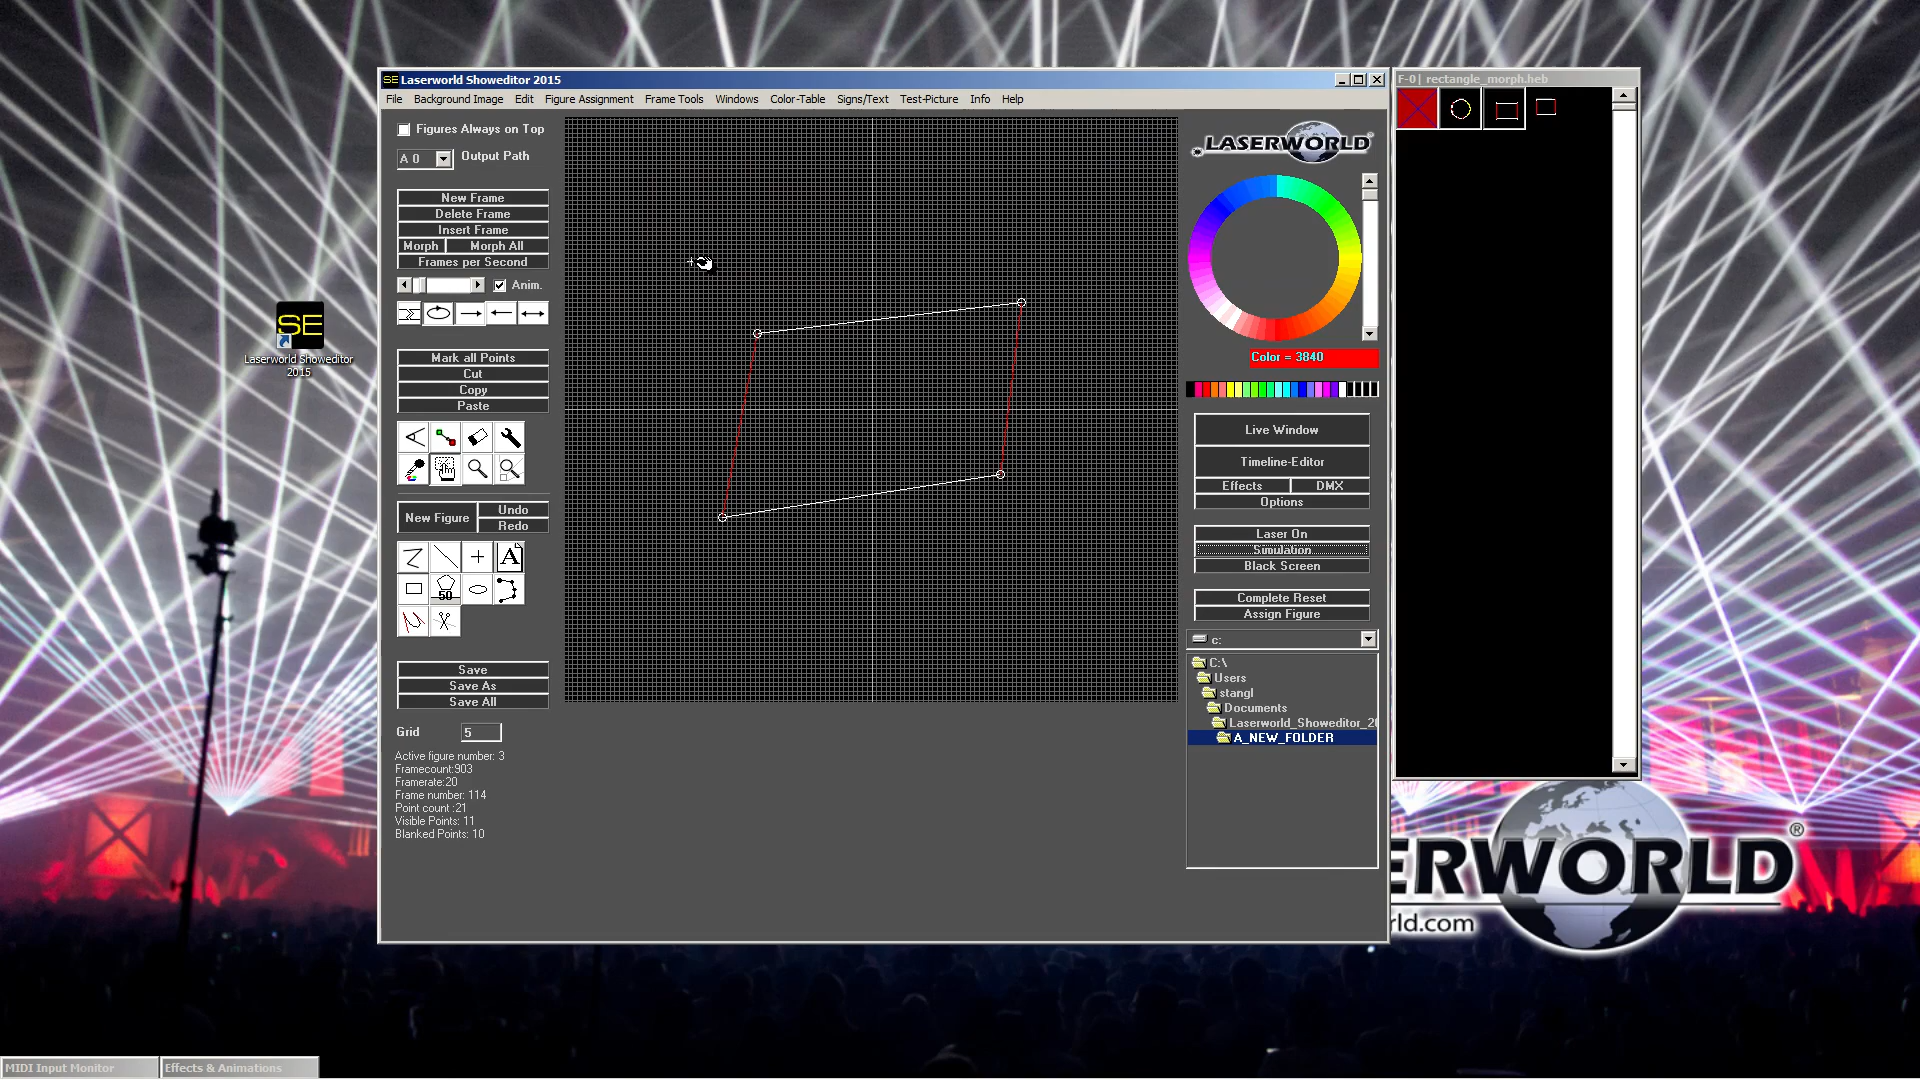 Laserworld Showeditor 2015
File Background Image Edit Figure Assignment Frame Tools Windows Color-Table Signs/Text Test-Picture Info Help
Figures Always on Top
A 0 Output Path
New Frame
Delete Frame
Insert Frame
Morph Morph All
Frames per Second
Anim.
Mark all Points
Cut
Copy
Paste
New Figure
Undo
Redo
A
50
Save
Save As
Save All
Grid 5
Active figure number: 3
Framecount:903
Framerate:20
Frame number: 114
Point count :21
Visible Points: 11
Blanked Points: 10
LASERWORLD
Color = 3840
Live Window
Timeline-Editor
Effects DMX
Options
Laser On
Simulation
Black Screen
Complete Reset
Assign Figure
c:
C:\
Users
stangl
Documents
Laserworld_Showeditor_20
A_NEW_FOLDER
F-0| rectangle_morph.heb
SE
Laserworld Showeditor
2015
ERWORLD®
rld.com
MIDI Input Monitor
Effects & Animations